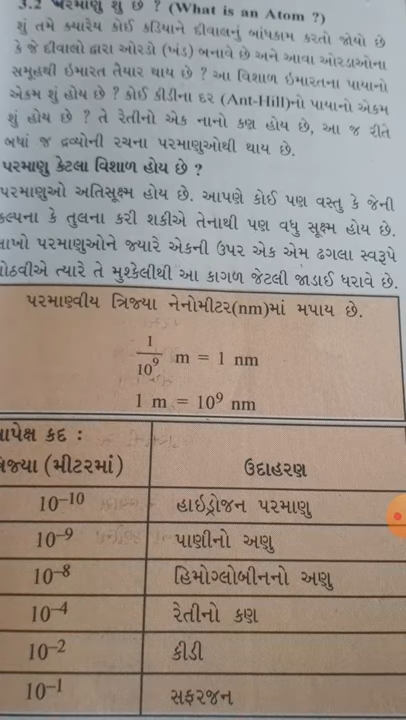 3.2 પરમાણુ શું છે ? (What is an Atom ?)
શું તમે ક્યારેય કોઈ કડિયાને દીવાલનું બાંધકામ કરતો જોયો છે
કે જે દીવાલો દ્વારા ઓરડો (ખંડ) બનાવે છે અને આવા ઓરડાઓના
સમૂહથી ઇમારત તૈયાર થાય છે ? આ વિશાળ ઇમારતના પાયાનો
એકમ શું હોય છે ? કોઈ કીડીના દર (Ant-Hill)નો પાયાનો એકમ
શું હોય છે ? તે રેતીનો એક નાનો કણ હોય છે, આ જ રીતે
બધાં જ દ્રવ્યોની રચના પરમાણુઓથી થાય છે.
પરમાણુ કેટલા વિશાળ હોય છે ?
પરમાણુઓ અતિસૂક્ષ્મ હોય છે. આપણે કોઈ પણ વસ્તુ કે જેની
કલ્પના કે તુલના કરી શકીએ તેનાથી પણ વધુ સૂક્ષ્મ હોય છે.
લાખો પરમાણુઓને જ્યારે એકની ઉપર એક એમ ઢગલા સ્વરૂપે
ગોઠવીએ ત્યારે તે મુશ્કેલીથી આ કાગળ જેટલી જાડાઈ ધરાવે છે.
પરમાણ્વીય ત્રિજ્યા નેનોમીટર(nm)માં મપાય છે.
1/10⁹ m = 1 nm
1 m = 10⁹ nm
સાપેક્ષ કદ :
ત્રિજ્યા (મીટરમાં) ઉદાહરણ
10⁻¹⁰ હાઇડ્રોજન પરમાણુ
10⁻⁹ પાણીનો અણુ
10⁻⁸ હિમોગ્લોબીનનો અણુ
10⁻⁴ રેતીનો કણ
10⁻² કીડી
10⁻¹ સફરજન